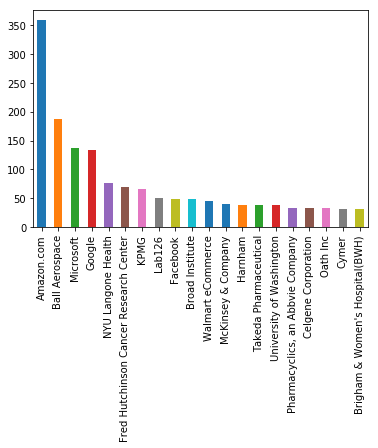 350
300
250
200
150
100
50
0
Amazon.com
Ball Aerospace
Microsoft
Google
NYU Langone Health
Fred Hutchinson Cancer Research Center
KPMG
Lab126
Facebook
Broad Institute
Walmart eCommerce
McKinsey & Company
Harnham
Takeda Pharmaceutical
University of Washington
Pharmacyclics, an Abbvie Company
Celgene Corporation
Oath Inc
Cymer
Brigham & Women's Hospital(BWH)